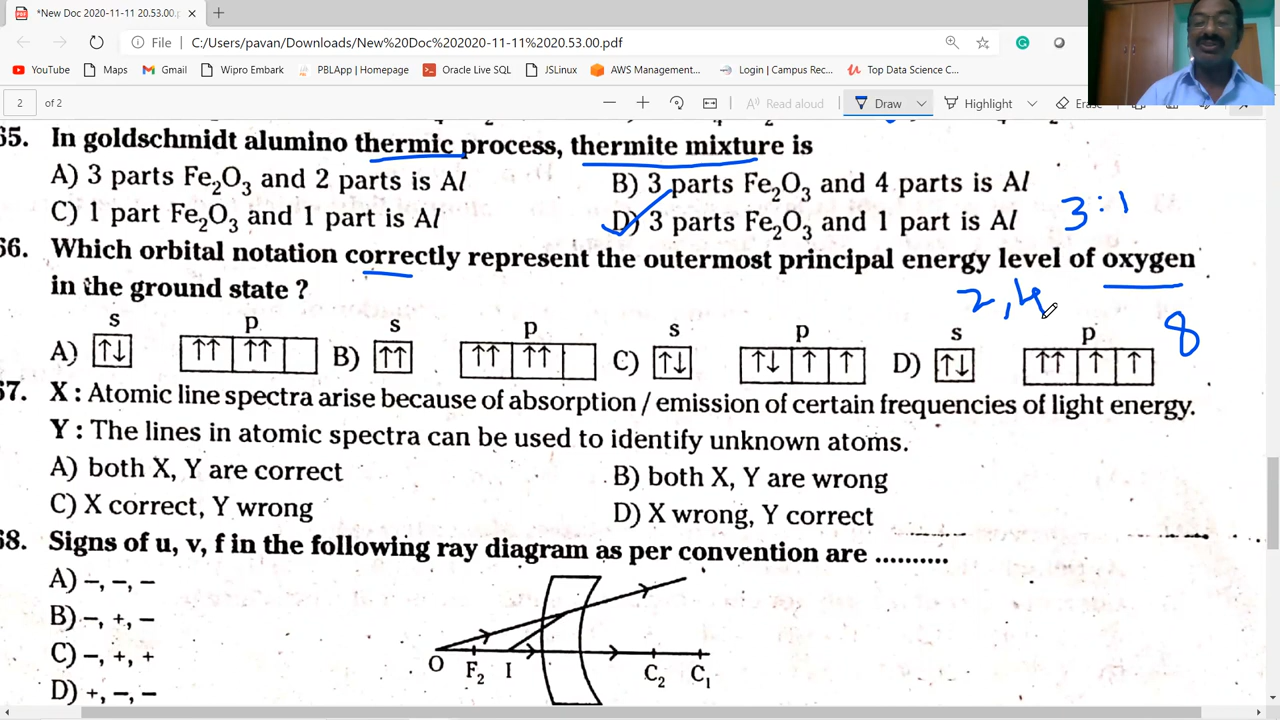 *New Doc 2020-11-11 20.53.00.p
File C:/Users/pavan/Downloads/New%20Doc%202020-11-11%2020.53.00.pdf
YouTube Maps Gmail Wipro Embark PBLApp | Homepage Oracle Live SQL JSLinux AWS Management... Login | Campus Rec... Top Data Science C...
2 of 2 Read aloud Draw Highlight Erase
65. In goldschmidt alumino thermic process, thermite mixture is
A) 3 parts Fe2O3 and 2 parts is Al B) 3 parts Fe2O3 and 4 parts is Al
C) 1 part Fe2O3 and 1 part is Al D) 3 parts Fe2O3 and 1 part is Al 3:1
66. Which orbital notation correctly represent the outermost principal energy level of oxygen
in the ground state ? 2,4
8
s p s p s p s p
A) ↑↓ ↑↑ ↑↑ B) ↑↑ ↑↑ ↑↑ C) ↑↓ ↑↓ ↑ ↑ D) ↑↓ ↑↑ ↑ ↑
67. X : Atomic line spectra arise because of absorption / emission of certain frequencies of light energy.
Y : The lines in atomic spectra can be used to identify unknown atoms.
A) both X, Y are correct B) both X, Y are wrong
C) X correct, Y wrong D) X wrong, Y correct
68. Signs of u, v, f in the following ray diagram as per convention are ..........
A) –, –, –
B) –, +, –
C) –, +, +
D) +, –, –
O F2 I C2 C1